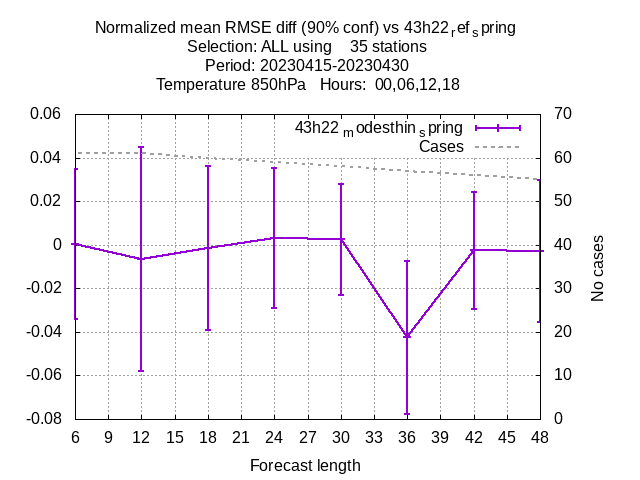 Normalized mean RMSE diff (90% conf) vs 43h22refspring
Selection: ALL using 35 stations
Period: 20230415-20230430
Temperature 850hPa Hours: 00,06,12,18
0.06 70
43h22modesthinspring
Cases
0.04 60
0.02 50
0 40
-0.02 30
-0.04 20
-0.06 10
-0.08 0
No cases
6 9 12 15 18 21 24 27 30 33 36 39 42 45 48
Forecast length